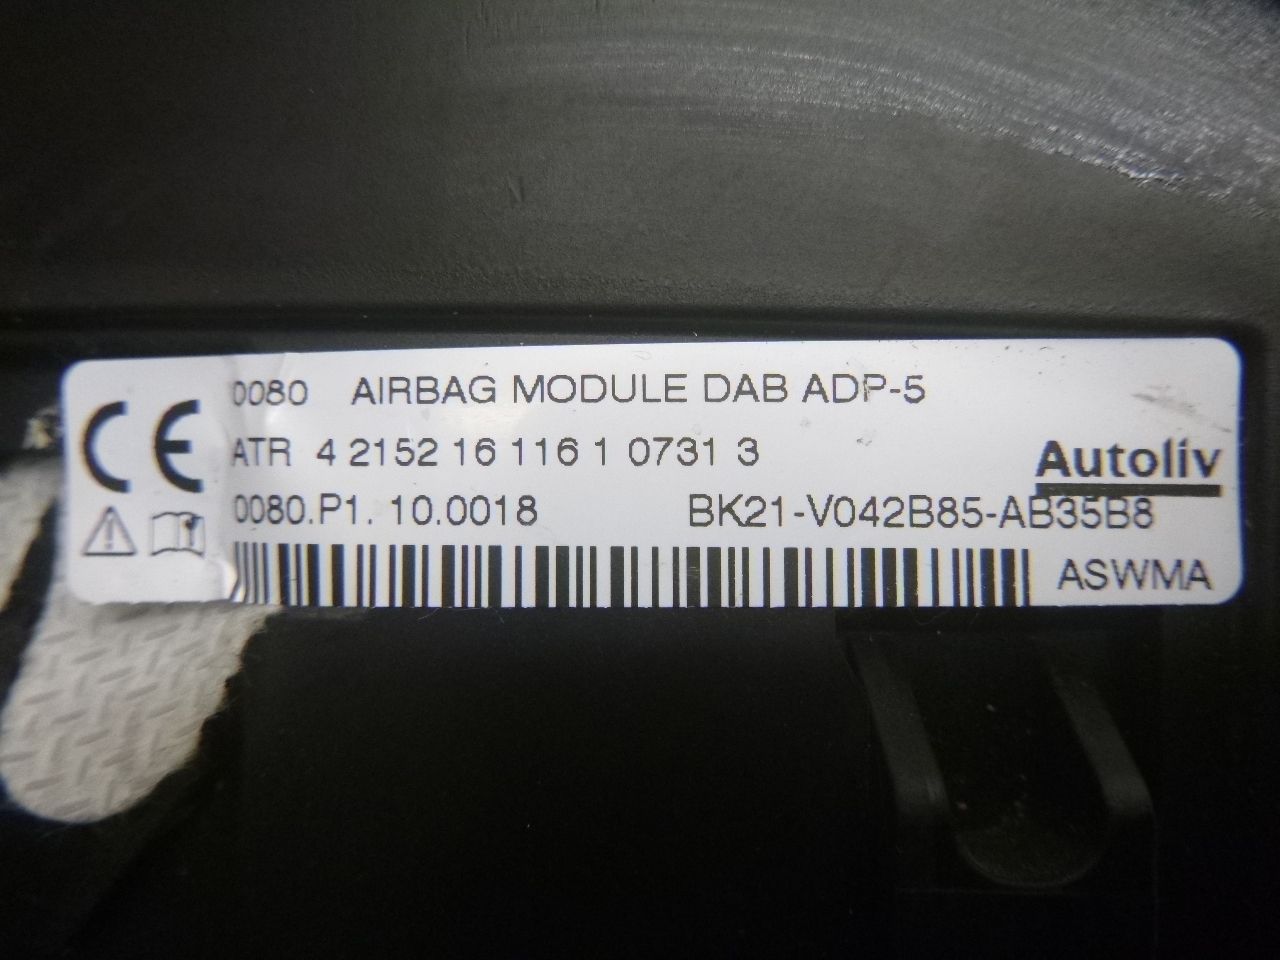 CE 0080 AIRBAG MODULE DAB ADP-5
ATR 4 2152 16 116 1 0731 3
Autoliv
0080.P1. 10.0018 BK21-V042B85-AB35B8
ASWMA